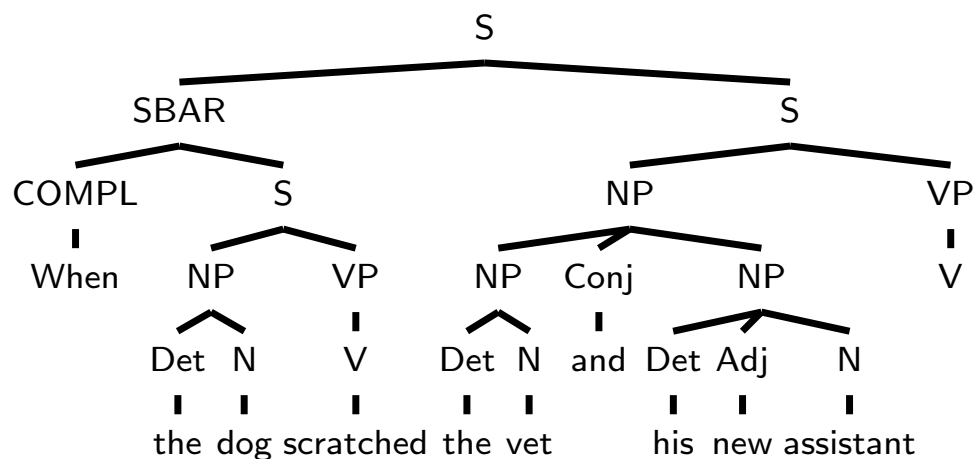 S
SBAR S
COMPL S NP VP
When NP VP NP Conj NP V
Det N V Det N and Det Adj N
the dog scratched the vet his new assistant